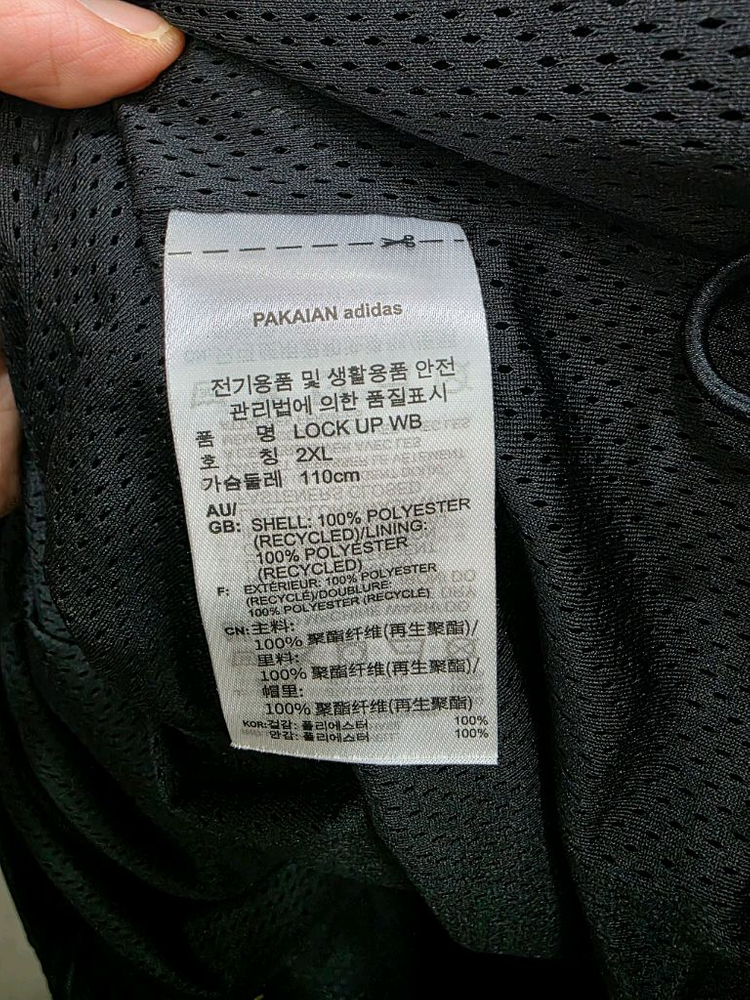 PAKAIAN adidas
전기용품 및 생활용품 안전
관리법에 의한 품질표시
품 명 LOCK UP WB
호 칭 2XL
가슴둘레 110cm
AU/
GB: SHELL: 100% POLYESTER
(RECYCLED)/LINING:
100% POLYESTER
(RECYCLED)
F: EXTÉRIEUR: 100% POLYESTER
(RECYCLÉ)/DOUBLURE:
100% POLYESTER (RECYCLÉ)
CN: 主料:
100% 聚酯纤维(再生聚酯)/
里料:
100% 聚酯纤维(再生聚酯)/
帽里:
100% 聚酯纤维(再生聚酯)
KOR: 겉감: 폴리에스터 100%
안감: 폴리에스터 100%